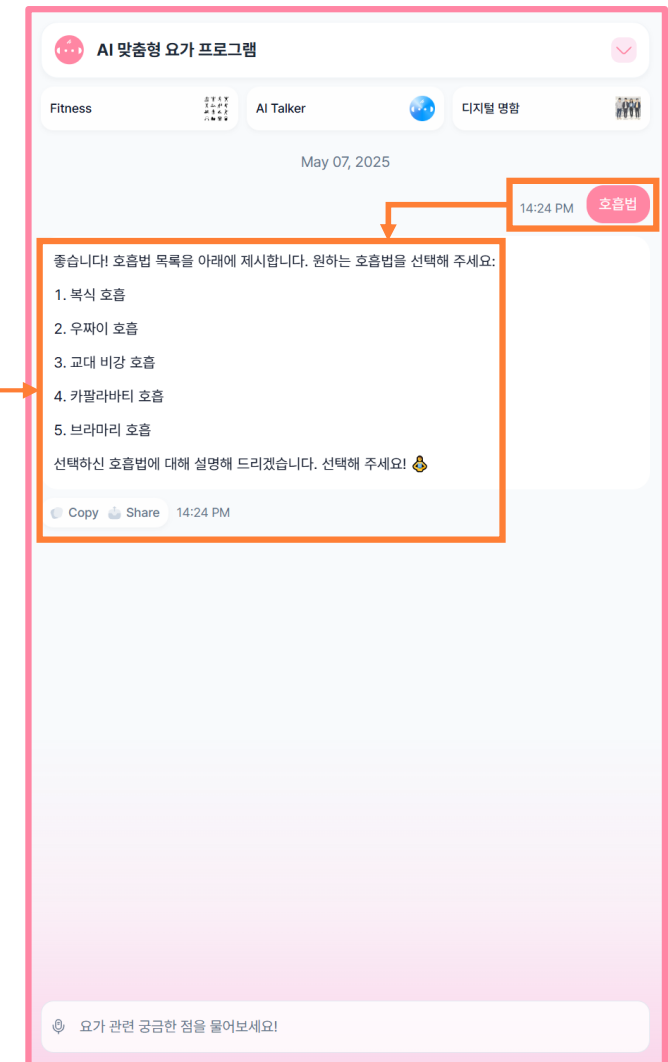 AI 맞춤형 요가 프로그램
Fitness
AI Talker
디지털 명함
May 07, 2025
14:24 PM
호흡법
좋습니다! 호흡법 목록을 아래에 제시합니다. 원하는 호흡법을 선택해 주세요:
1. 복식 호흡
2. 우짜이 호흡
3. 교대 비강 호흡
4. 카팔라바티 호흡
5. 브라마리 호흡
선택하신 호흡법에 대해 설명해 드리겠습니다. 선택해 주세요! 🧘
Copy Share 14:24 PM
요가 관련 궁금한 점을 물어보세요!